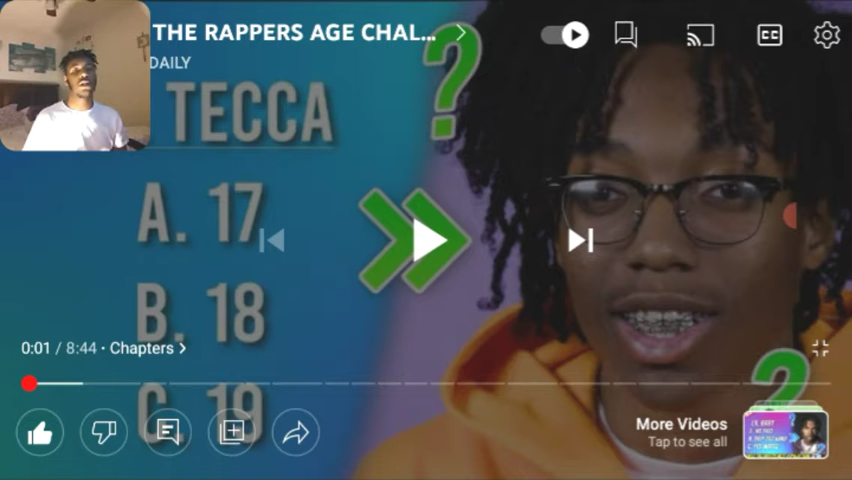 THE RAPPERS AGE CHAL...
DAILY
TECCA
A. 17
B. 18
C. 19
0:01 / 8:44 • Chapters >
More Videos
Tap to see all
CC